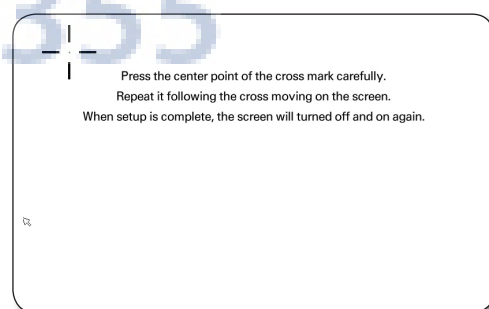 355
Press the center point of the cross mark carefully.
Repeat it following the cross moving on the screen.
When setup is complete, the screen will turned off and on again.